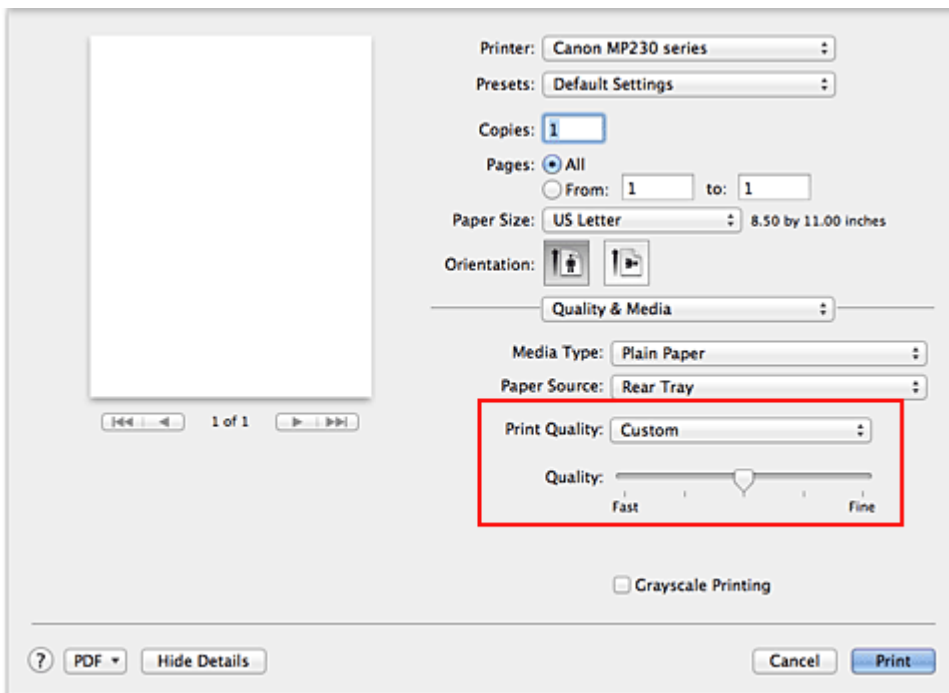 Printer: Canon MP230 series
Presets: Default Settings
Copies: 1
Pages: All
From: 1 to: 1
Paper Size: US Letter 8.50 by 11.00 inches
Orientation:
Quality & Media
Media Type: Plain Paper
Paper Source: Rear Tray
1 of 1
Print Quality: Custom
Quality:
Fast Fine
Grayscale Printing
? PDF Hide Details Cancel Print